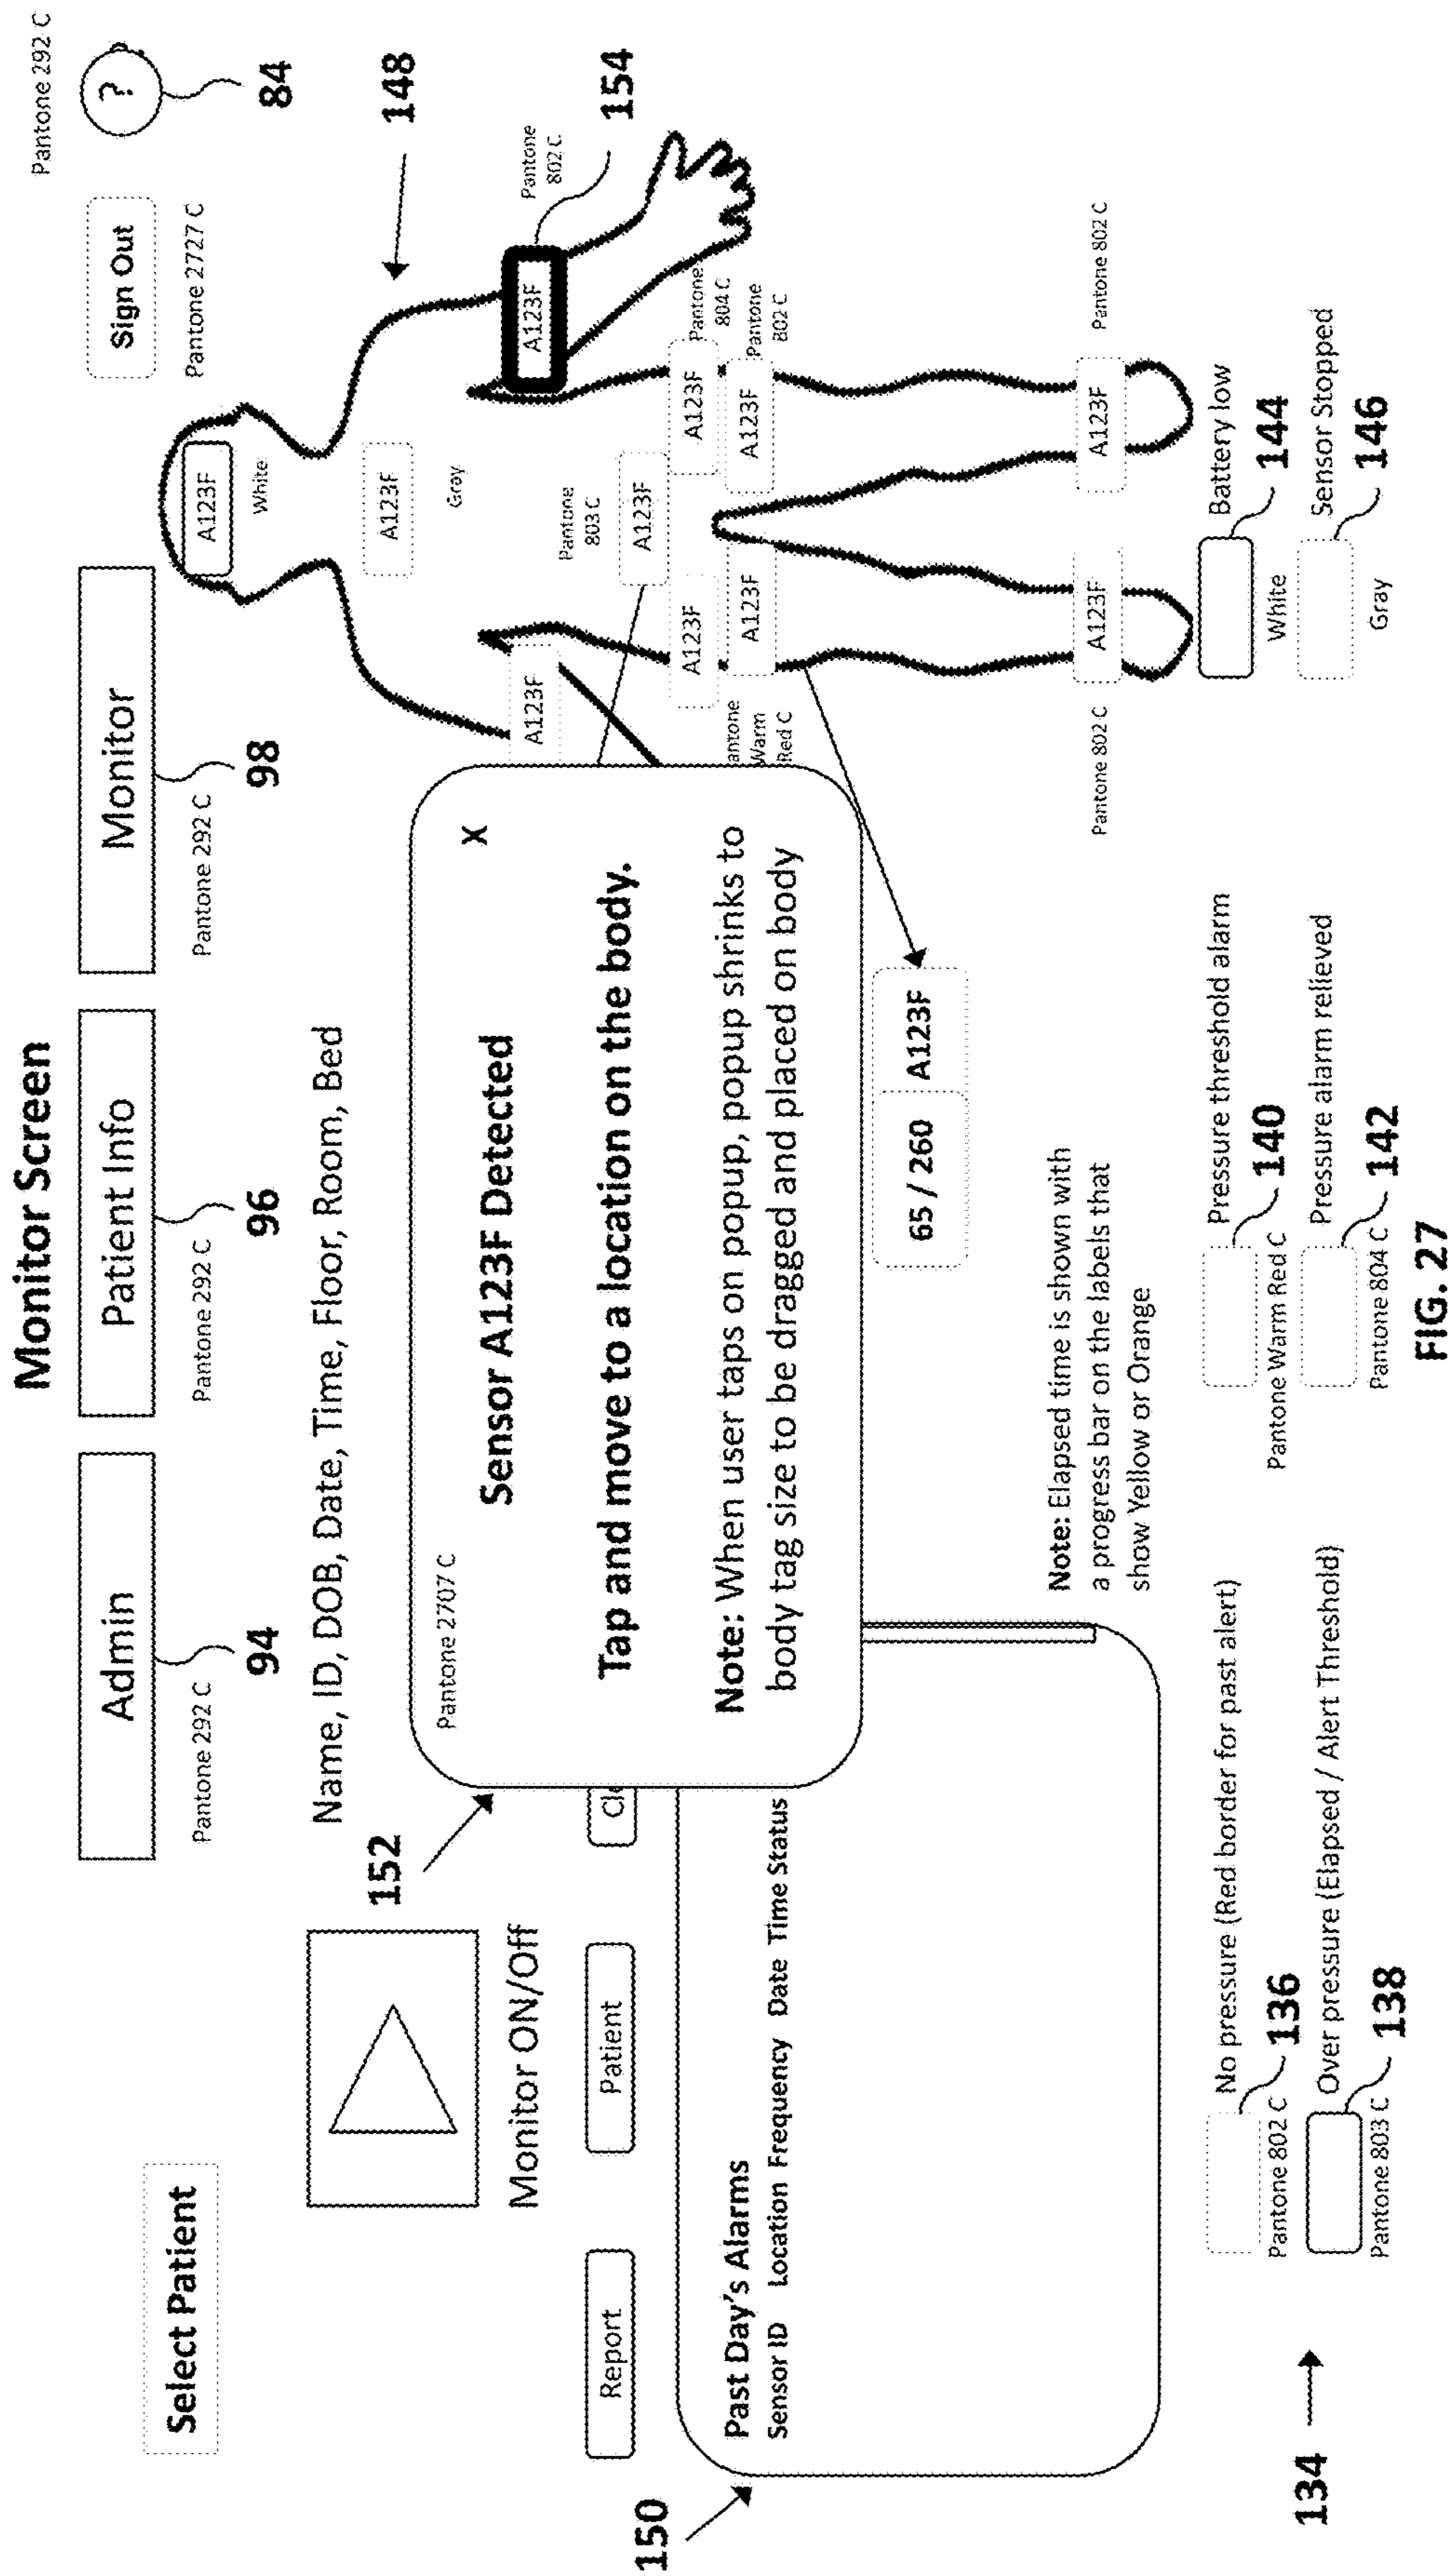 Monitor Screen
Pantone 292 C
Select Patient
Admin
Patient Info
Monitor
Sign Out
?
Pantone 292 C
Pantone 292 C
Pantone 292 C
Pantone 2727 C
94
96
98
84
Name, ID, DOB, Date, Time, Floor, Room, Bed
A123F
White
148
152
Monitor ON/Off
A123F
Gray
Pantone 2707 C
X
Sensor A123F Detected
Tap and move to a location on the body.
Note: When user taps on popup, popup shrinks to
body tag size to be dragged and placed on body
A123F
A123F
Pantone
802 C
154
Pantone
803 C
A123F
Report
Patient
Cle
A123F
A123F
Pantone
804 C
antone
Warm
Red C
A123F
A123F
Pantone
802 C
150
Past Day's Alarms
Sensor ID Location Frequency Date Time Status
65 / 260
A123F
Note: Elapsed time is shown with
a progress bar on the labels that
show Yellow or Orange
Pantone 802 C
A123F
A123F
Pantone 802 C
134
No pressure (Red border for past alert)
Pantone 802 C
136
Pressure threshold alarm
Pantone Warm Red C
140
Battery low
White
144
Over pressure (Elapsed / Alert Threshold)
Pantone 803 C
138
Pressure alarm relieved
Pantone 804 C
142
Sensor Stopped
Gray
146
FIG. 27